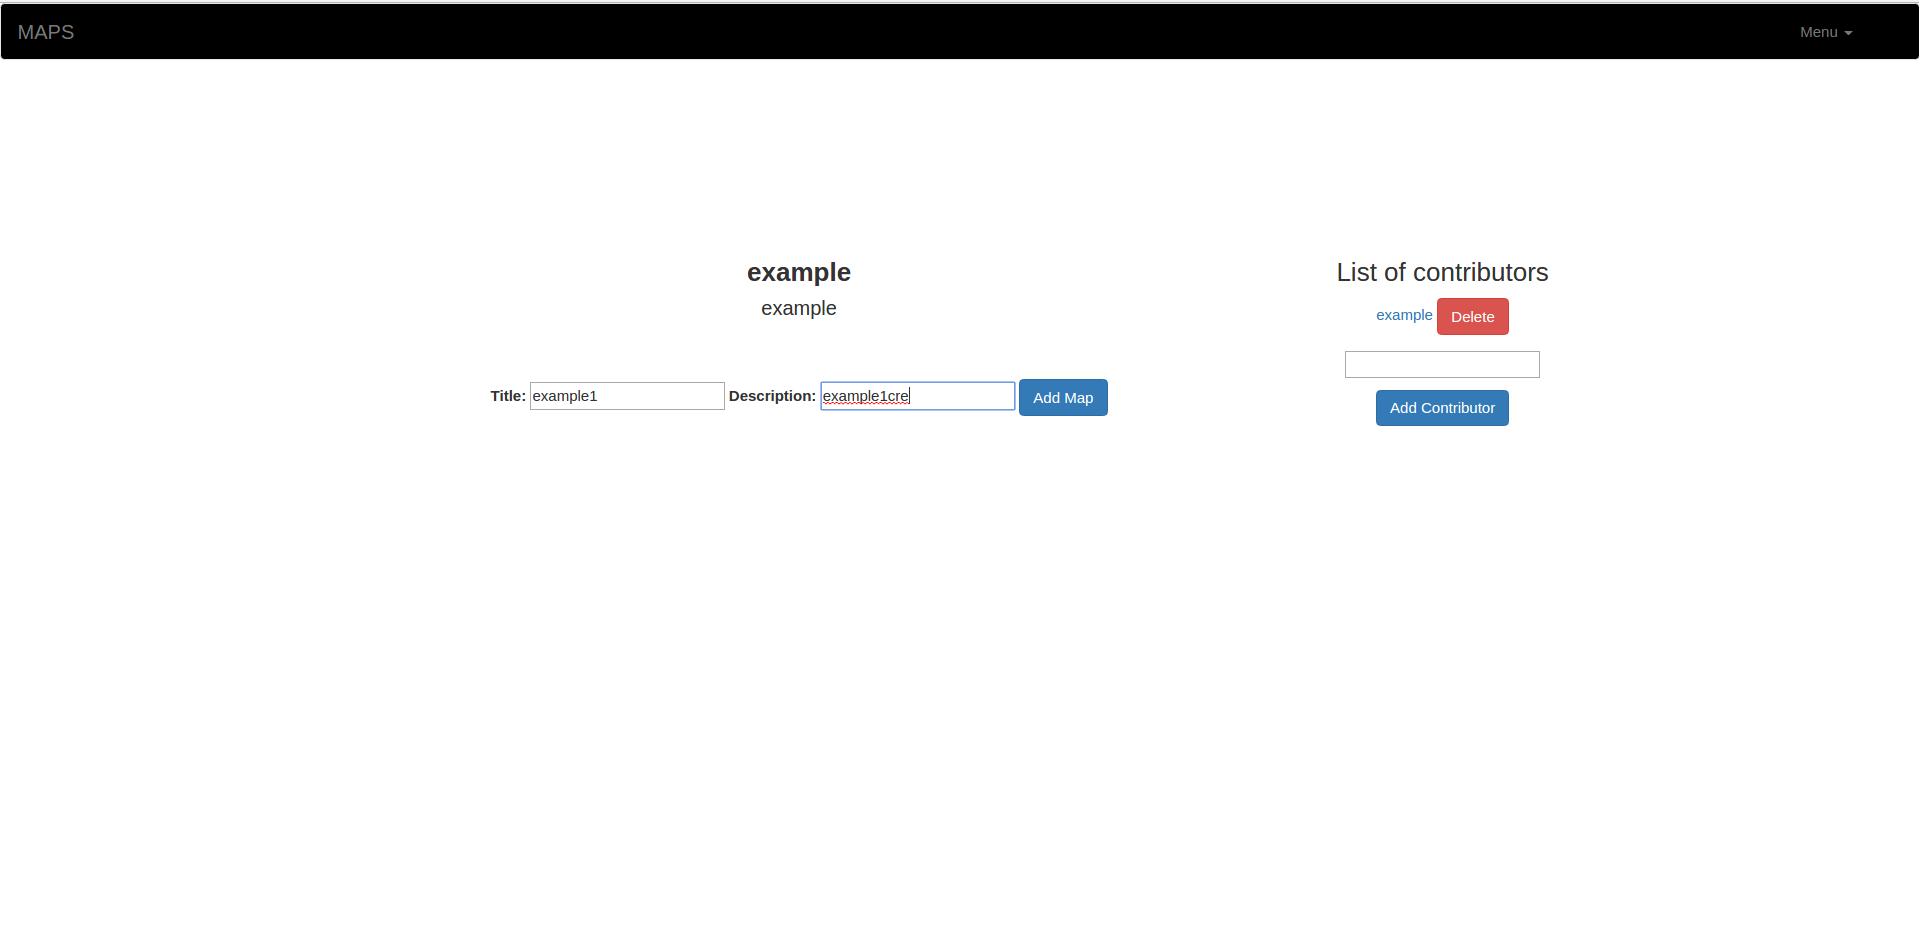 MAPS
Menu
example
example
Title: example1 Description: example1cre Add Map
List of contributors
example Delete
Add Contributor